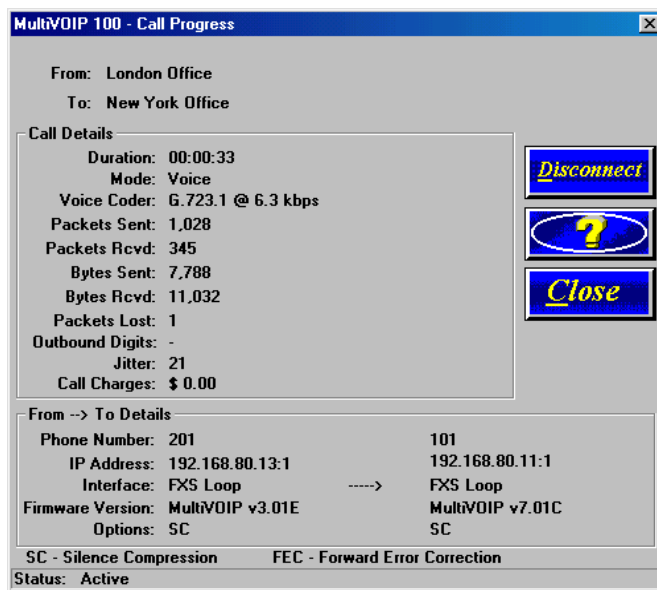 MultiVOIP 100 - Call Progress
From: London Office
To: New York Office
Call Details
Duration: 00:00:33
Mode: Voice
Voice Coder: G.723.1 @ 6.3 kbps
Packets Sent: 1,028
Packets Rcvd: 345
Bytes Sent: 7,788
Bytes Rcvd: 11,032
Packets Lost: 1
Outbound Digits: -
Jitter: 21
Call Charges: $ 0.00
Disconnect
?
Close
From --> To Details
Phone Number: 201 101
IP Address: 192.168.80.13:1 192.168.80.11:1
Interface: FXS Loop -----> FXS Loop
Firmware Version: MultiVOIP v3.01E MultiVOIP v7.01C
Options: SC SC
SC - Silence Compression FEC - Forward Error Correction
Status: Active